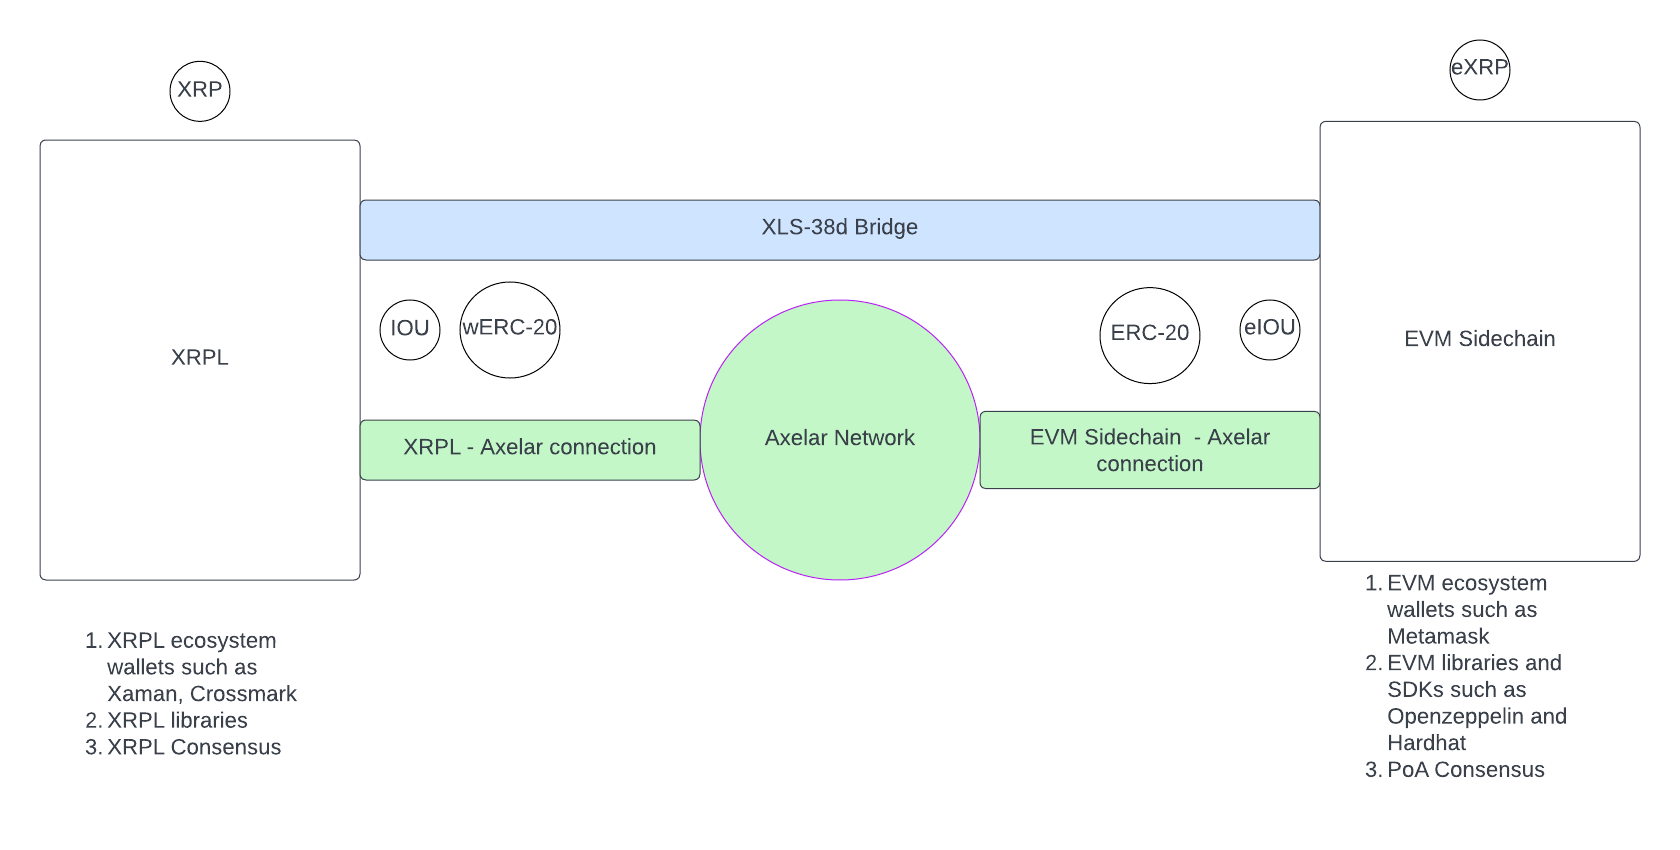 XRP
eXRP
XLS-38d Bridge
IOU
wERC-20
ERC-20
eIOU
XRPL
EVM Sidechain
XRPL - Axelar connection
Axelar Network
EVM Sidechain  - Axelar
connection
1. XRPL ecosystem
wallets such as
Xaman, Crossmark
2. XRPL libraries
3. XRPL Consensus
1. EVM ecosystem
wallets such as
Metamask
2. EVM libraries and
SDKs such as
Openzeppelin and
Hardhat
3. PoA Consensus